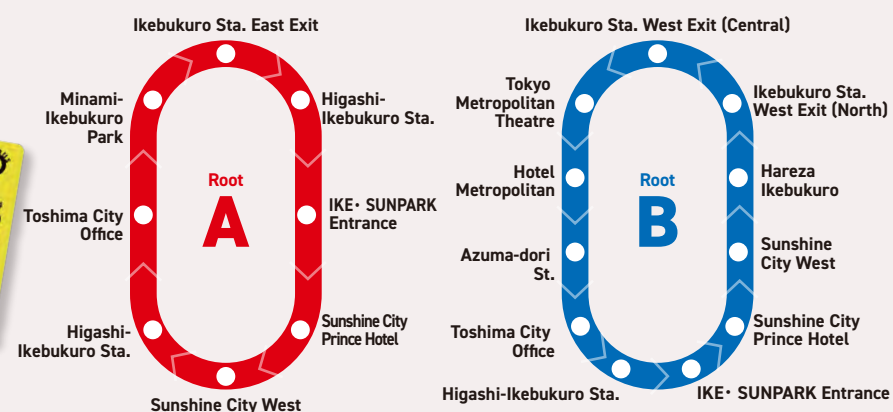 Ikebukuro Sta. East Exit
Minami-
Ikebukuro
Park
Higashi-
Ikebukuro Sta.
Root
A
Toshima City
Office
IKE・SUNPARK
Entrance
Higashi-
Ikebukuro Sta.
Sunshine City
Prince Hotel
Sunshine City West
Ikebukuro Sta. West Exit (Central)
Tokyo
Metropolitan
Theatre
Ikebukuro Sta.
West Exit (North)
Hotel
Metropolitan
Root
B
Hareza
Ikebukuro
Azuma-dori
St.
Sunshine
City West
Toshima City
Office
Sunshine City
Prince Hotel
Higashi-Ikebukuro Sta.
IKE・SUNPARK Entrance